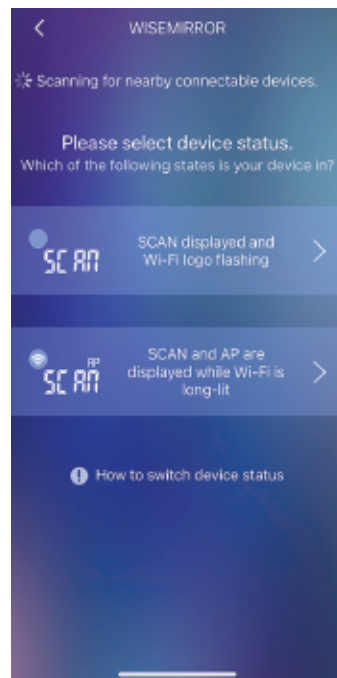 WISEMIRROR
Scanning for nearby connectable devices.
Please select device status.
Which of the following states is your device in?
SCAN
SCAN displayed and
Wi-Fi logo flashing
AP
SCAN
SCAN and AP are
displayed while Wi-Fi is
long-lit
How to switch device status